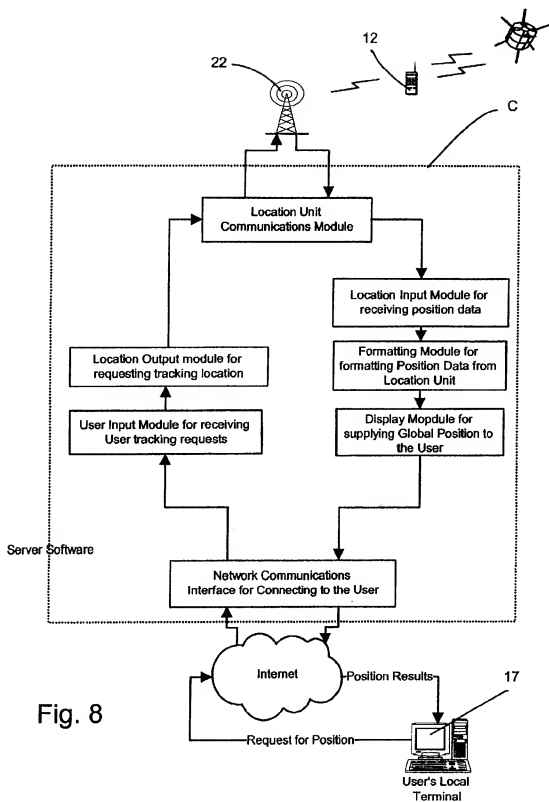 12
22
C
Location Unit
Communications Module
Location Input Module for
receiving position data
Location Output module for
requesting tracking location
Formatting Module for
formatting Position Data from
Location Unit
User Input Module for receiving
User tracking requests
Display Mopdule for
supplying Global Position to
the User
Server Software
Network Communications
Interface for Connecting to the User
Internet
Position Results
17
Fig. 8
Request for Position
User's Local
Terminal